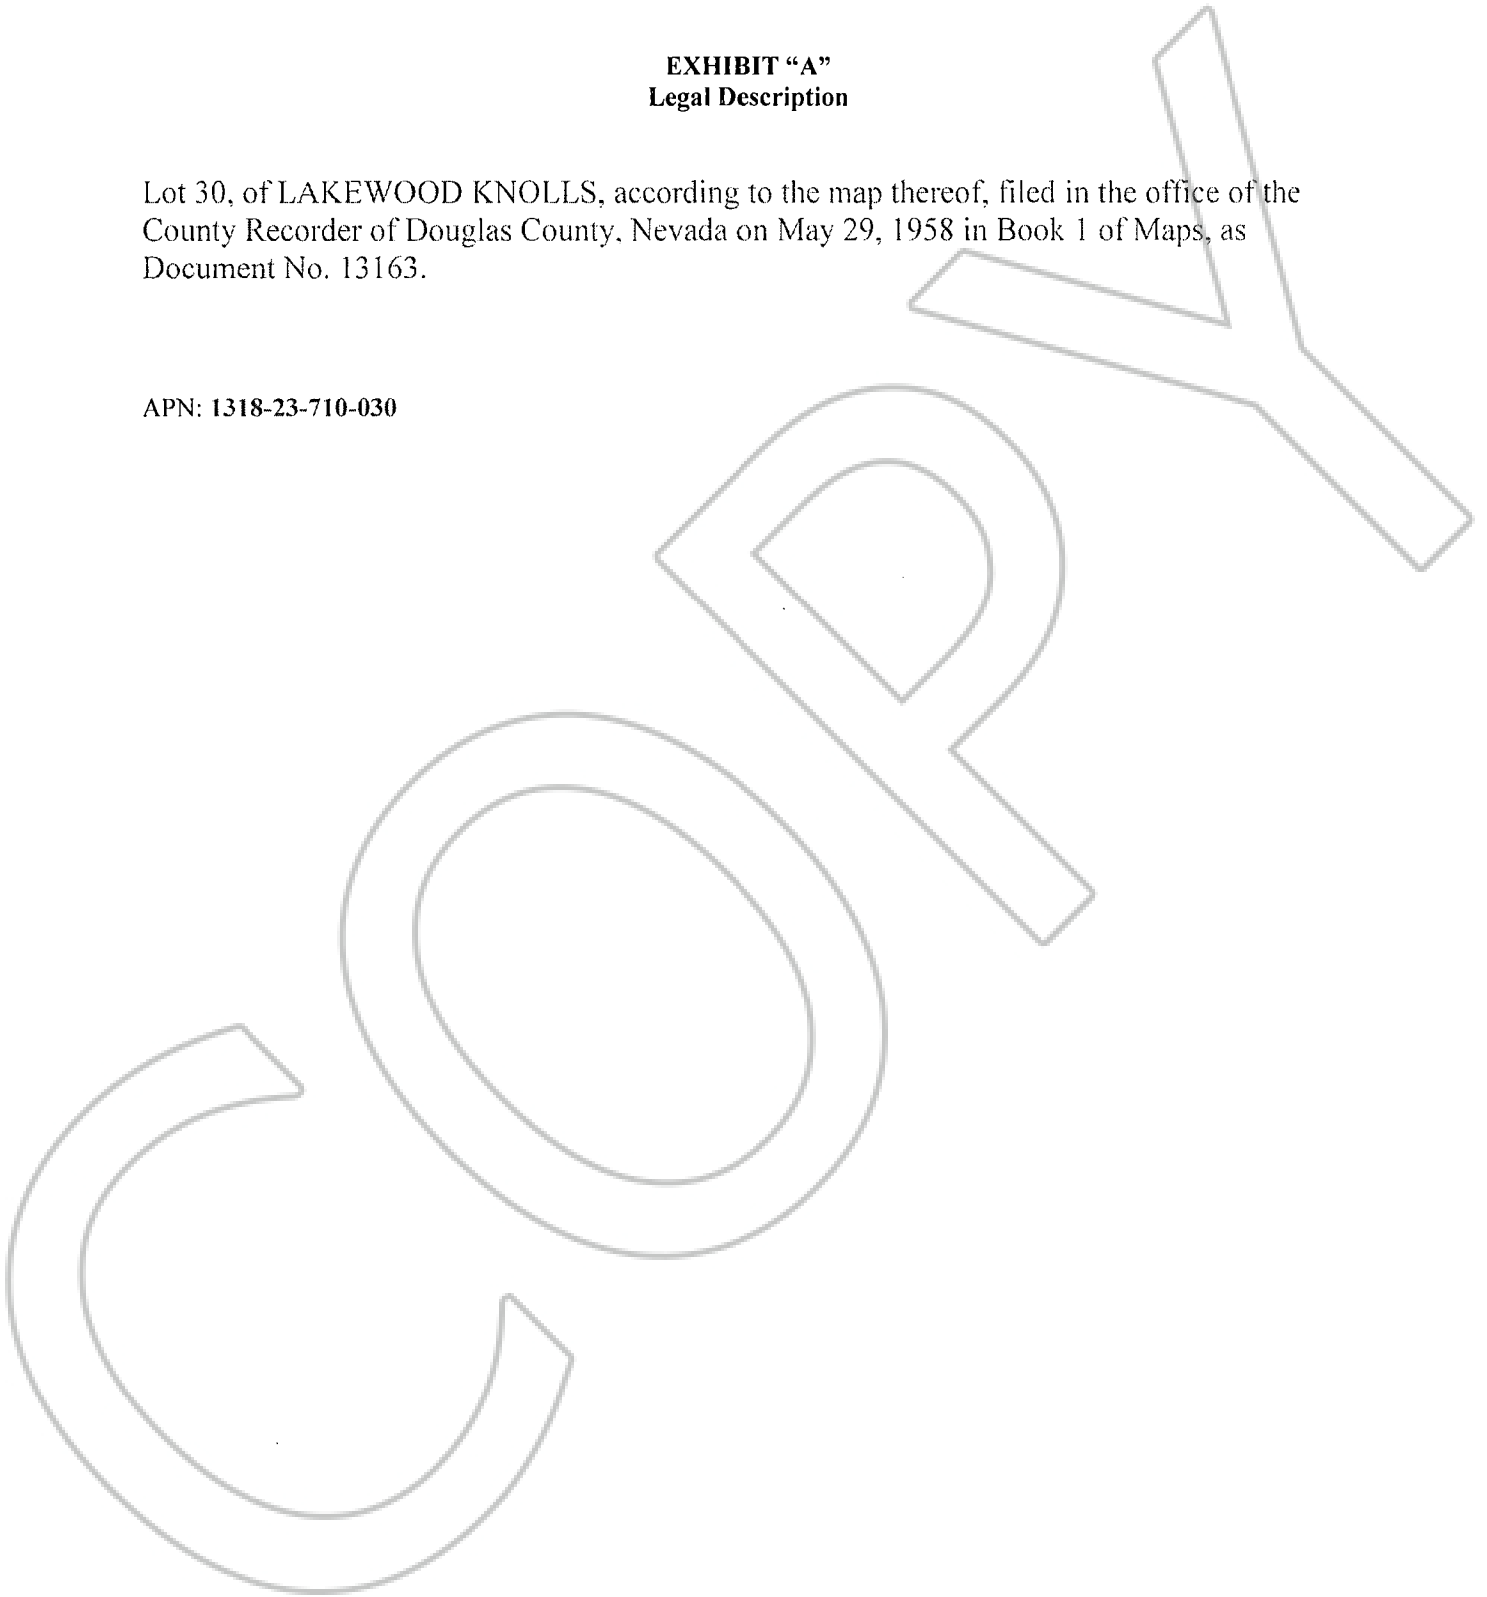 EXHIBIT “A”
Legal Description
Lot 30, of LAKEWOOD KNOLLS, according to the map thereof, filed in the office of the
County Recorder of Douglas County, Nevada on May 29, 1958 in Book 1 of Maps, as
Document No. 13163.
APN: 1318-23-710-030
COPY